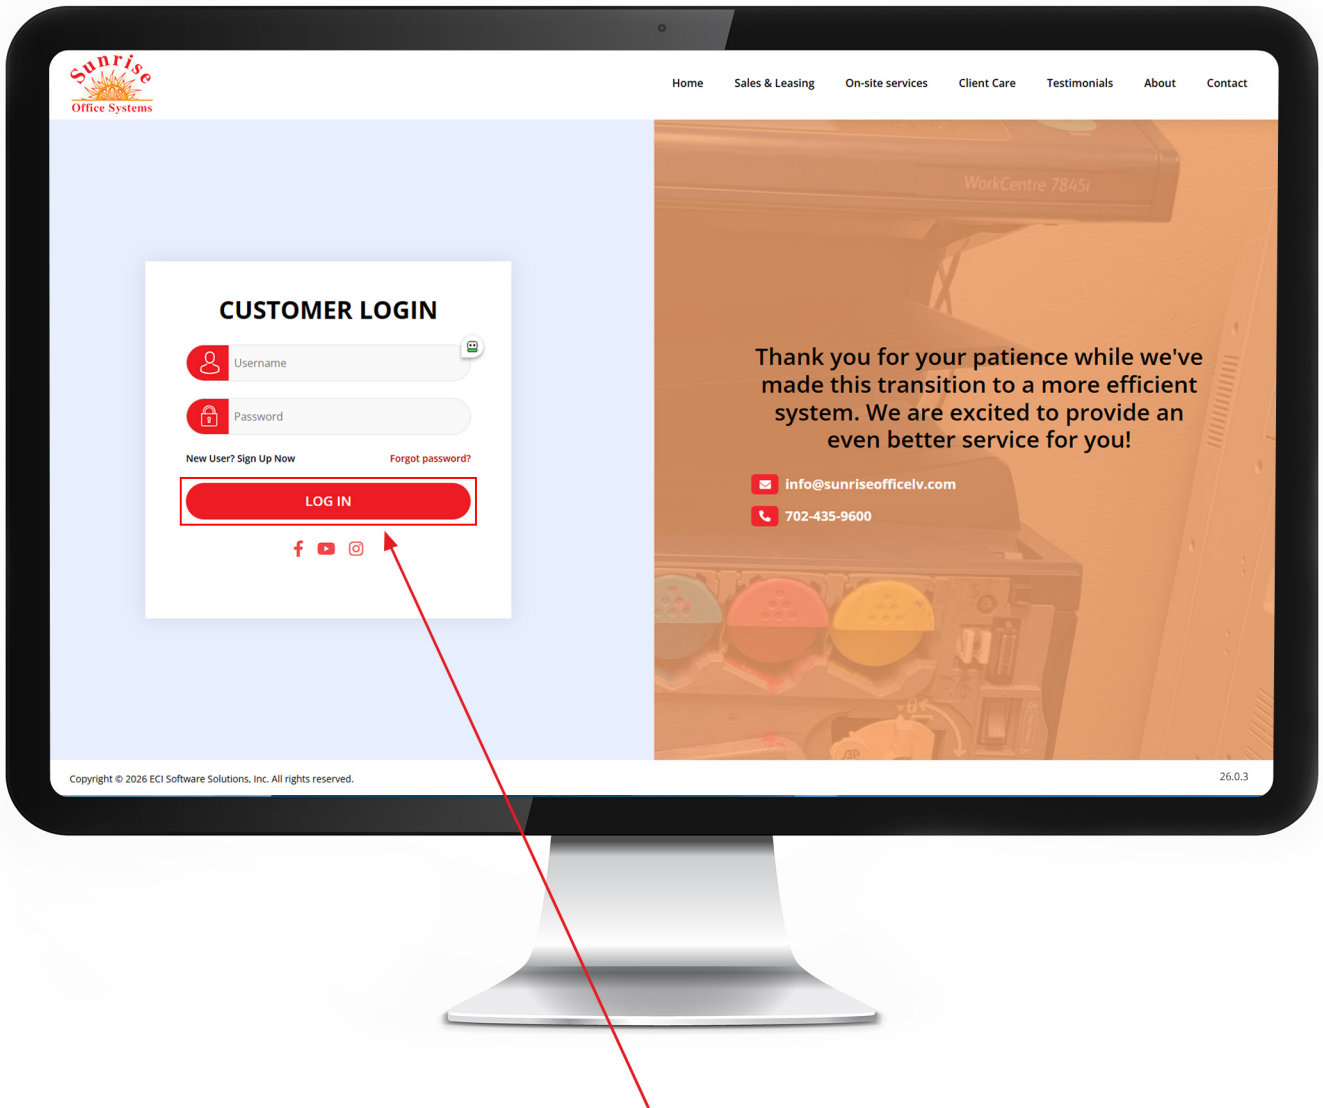 Sunrise
Office Systems
Home Sales & Leasing On-site services Client Care Testimonials About Contact
WorkCentre 7845i
CUSTOMER LOGIN
Username
Password
New User? Sign Up Now Forgot password?
LOG IN
Thank you for your patience while we've
made this transition to a more efficient
system. We are excited to provide an
even better service for you!
info@sunriseofficelv.com
702-435-9600
Copyright © 2026 ECI Software Solutions, Inc. All rights reserved.
26.0.3